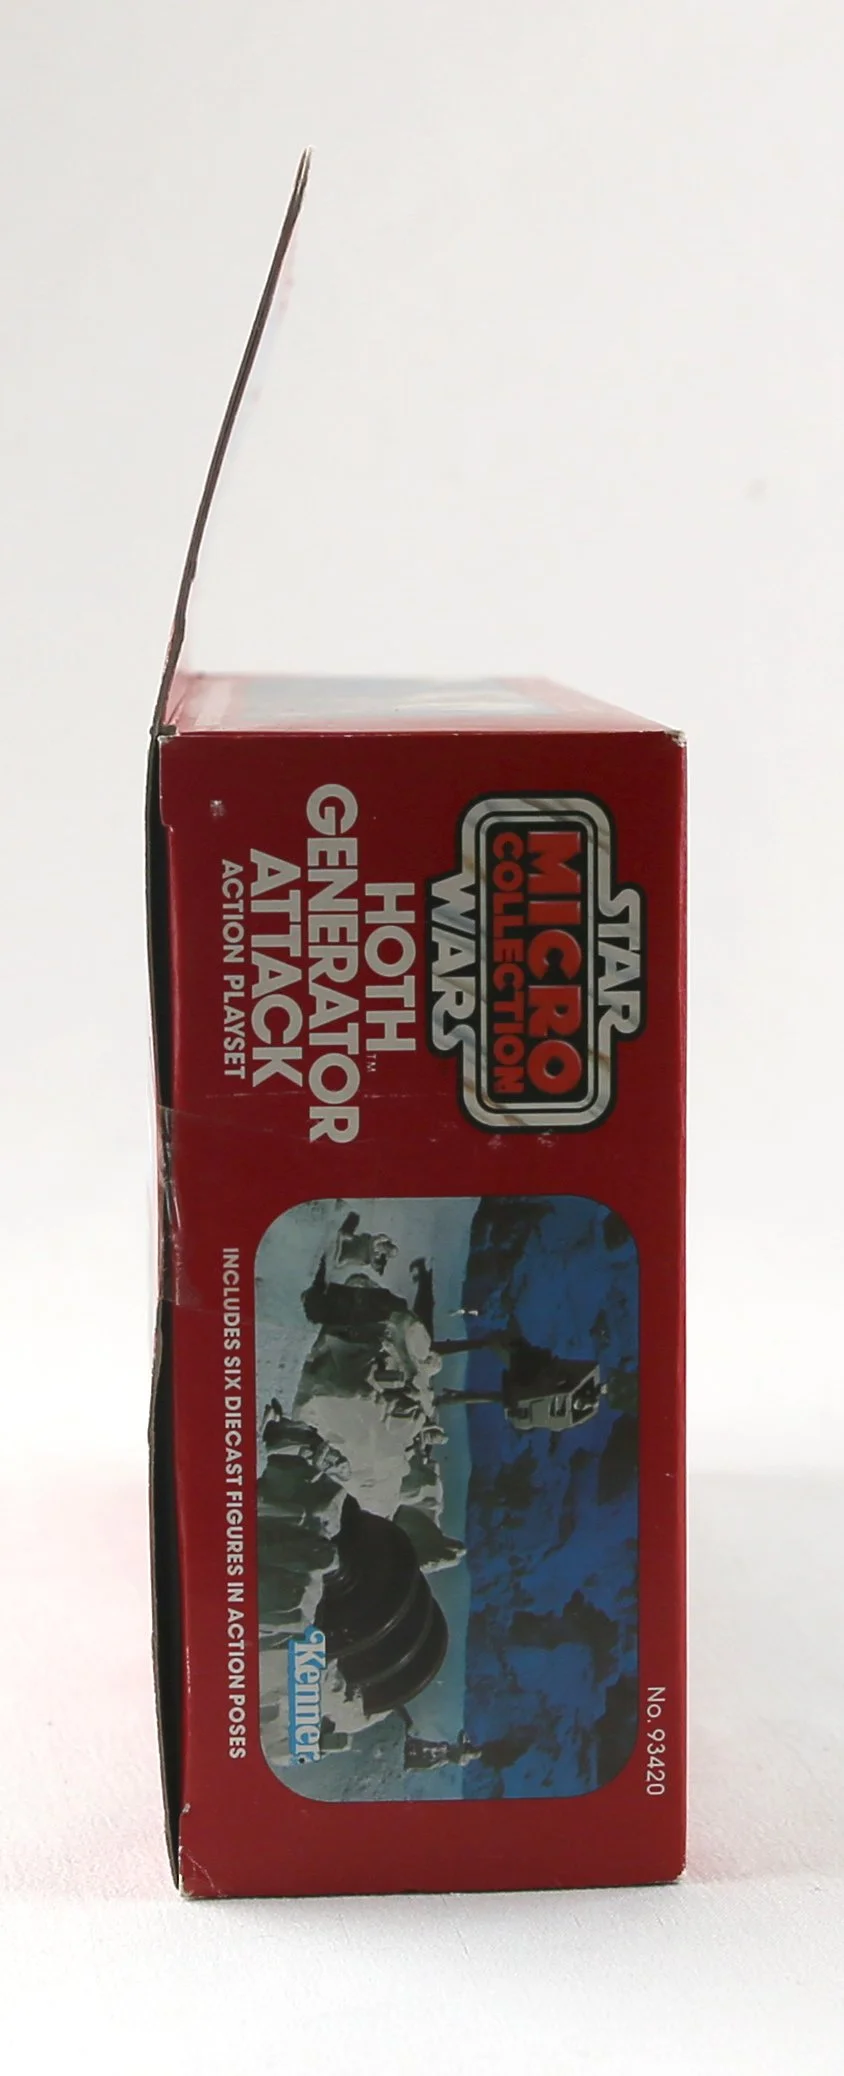 STAR
MICRO
COLLECTION
WARS
HOTH™
GENERATOR
ATTACK
ACTION PLAYSET
No. 93420
Kenner
INCLUDES SIX DIECAST FIGURES IN ACTION POSES